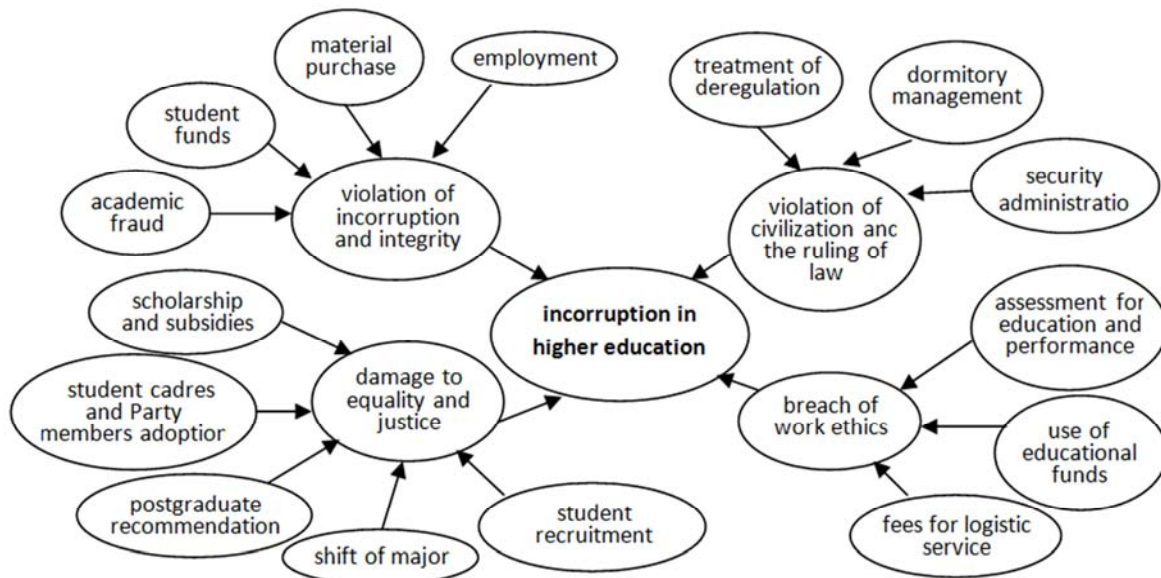 material
purchase
employment
student
funds
academic
fraud
violation of
incorruption
and integrity
treatment of
deregulation
dormitory
management
security
administratio
violation of
civilization anc
the ruling of
law
incorruption in
higher education
scholarship
and subsidies
student cadres
and Party
members adoption
postgraduate
recommendation
shift of major
student
recruitment
damage to
equality and
justice
assessment for
education and
performance
use of
educational
funds
fees for logistic
service
breach of
work ethics